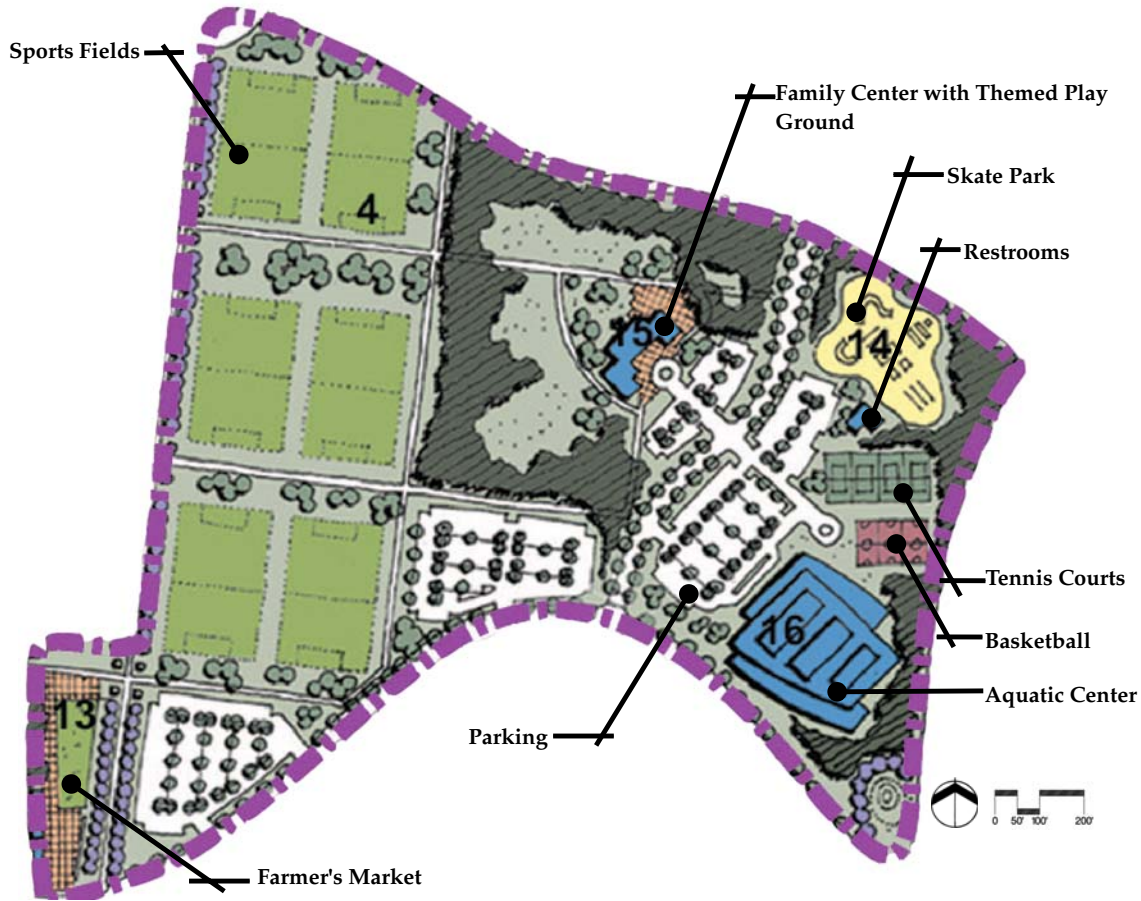 Sports Fields
Family Center with Themed Play
Ground
Skate Park
4
Restrooms
15
14
Tennis Courts
16
Basketball
Aquatic Center
13
Parking
0 50' 100' 200'
Farmer's Market